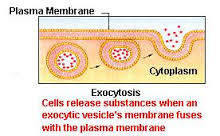 Plasma Membrane
Cytoplasm
Exocytosis
Cells release substances when an
exocytic vesicle's membrane fuses
with the plasma membrane